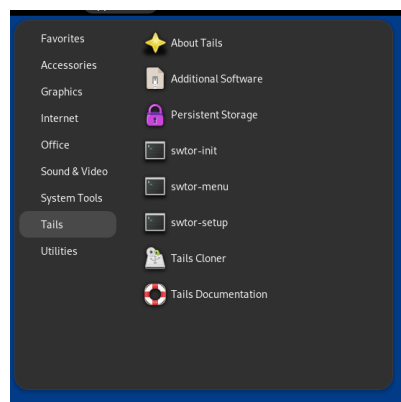 Favorites
Accessories
Graphics
Internet
Office
Sound & Video
System Tools
Tails
Utilities
About Tails
Additional Software
Persistent Storage
swtor-init
swtor-menu
swtor-setup
Tails Cloner
Tails Documentation